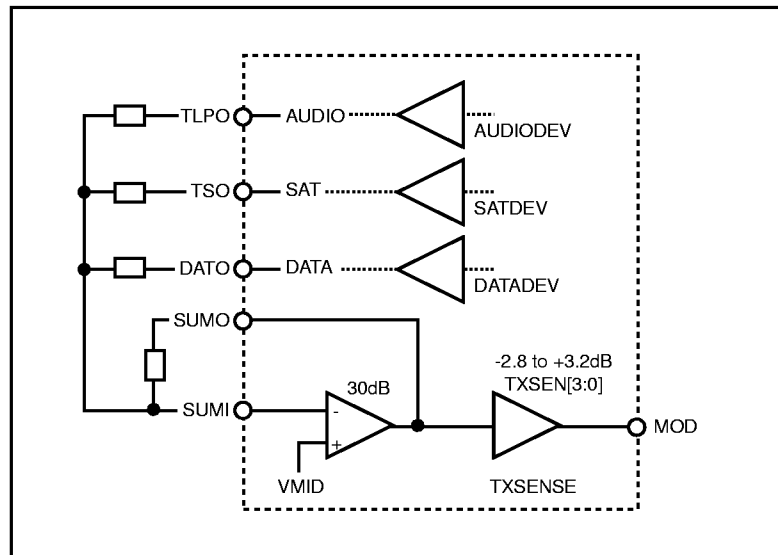 TLPO AUDIO AUDIODEV
TSO SAT SATDEV
DATO DATA DATADEV
SUMO
-2.8 to +3.2dB
30dB TXSEN[3:0]
SUMI - MOD
+
VMID TXSENSE